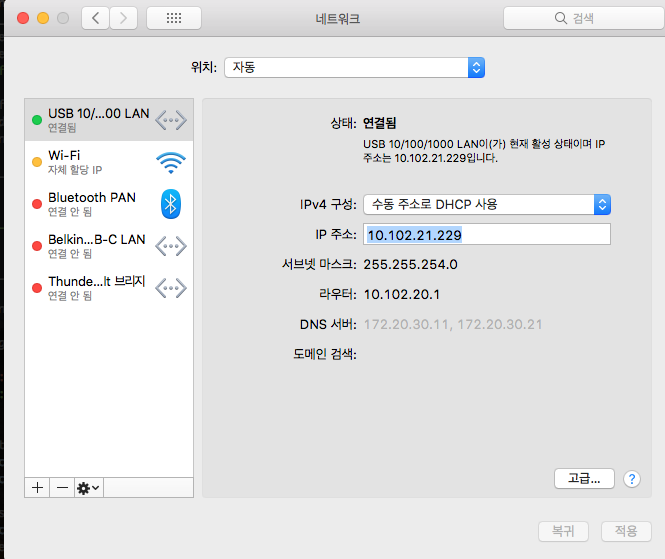 네트워크
검색
위치: 자동
USB 10/...00 LAN
연결됨
Wi-Fi
자체 할당 IP
Bluetooth PAN
연결 안 됨
Belkin...B-C LAN
연결 안 됨
Thunde...lt 브리지
연결 안 됨
상태: 연결됨
USB 10/100/1000 LAN이(가) 현재 활성 상태이며 IP
주소는 10.102.21.229입니다.
IPv4 구성: 수동 주소로 DHCP 사용
IP 주소: 10.102.21.229
서브넷 마스크: 255.255.254.0
라우터: 10.102.20.1
DNS 서버: 172.20.30.11, 172.20.30.21
도메인 검색:
고급...
?
복귀
적용